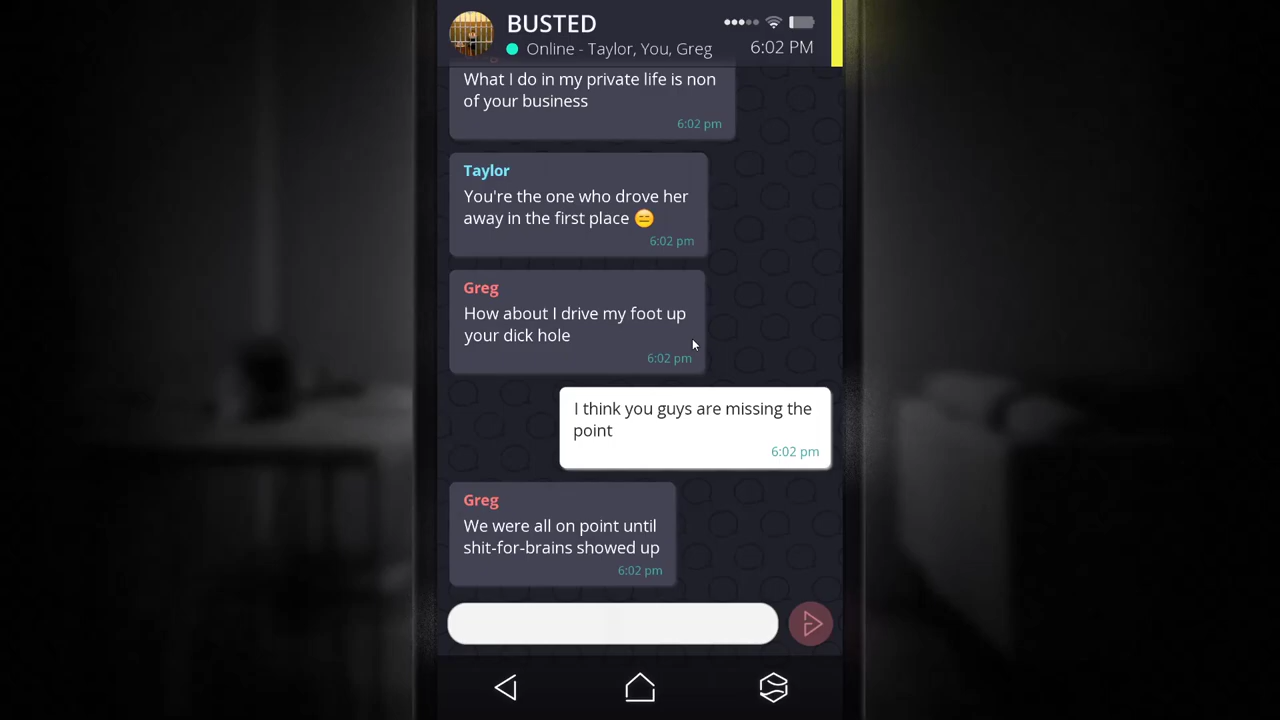 BUSTED
Online - Taylor, You, Greg
6:02 PM
What I do in my private life is non
of your business
6:02 pm
Taylor
You're the one who drove her
away in the first place 😑
6:02 pm
Greg
How about I drive my foot up
your dick hole
6:02 pm
I think you guys are missing the
point
6:02 pm
Greg
We were all on point until
shit-for-brains showed up
6:02 pm